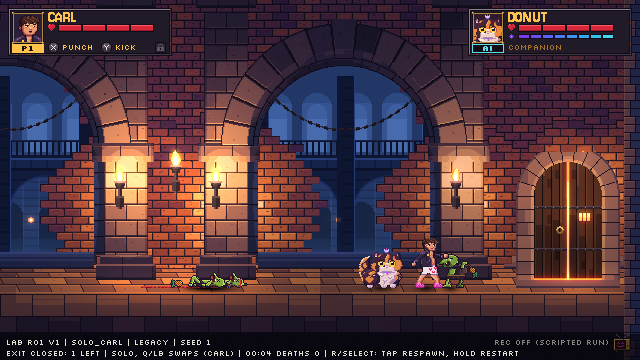 CARL
P1
X PUNCH Y KICK
DONUT
AI
COMPANION
LAB R01 V1 | SOLO_CARL | LEGACY | SEED 1
REC OFF (SCRIPTED RUN)
EXIT CLOSED: 1 LEFT | SOLO, Q/LB SWAPS (CARL) | 00:04 DEATHS 0 | R/SELECT: TAP RESPAWN, HOLD RESTART